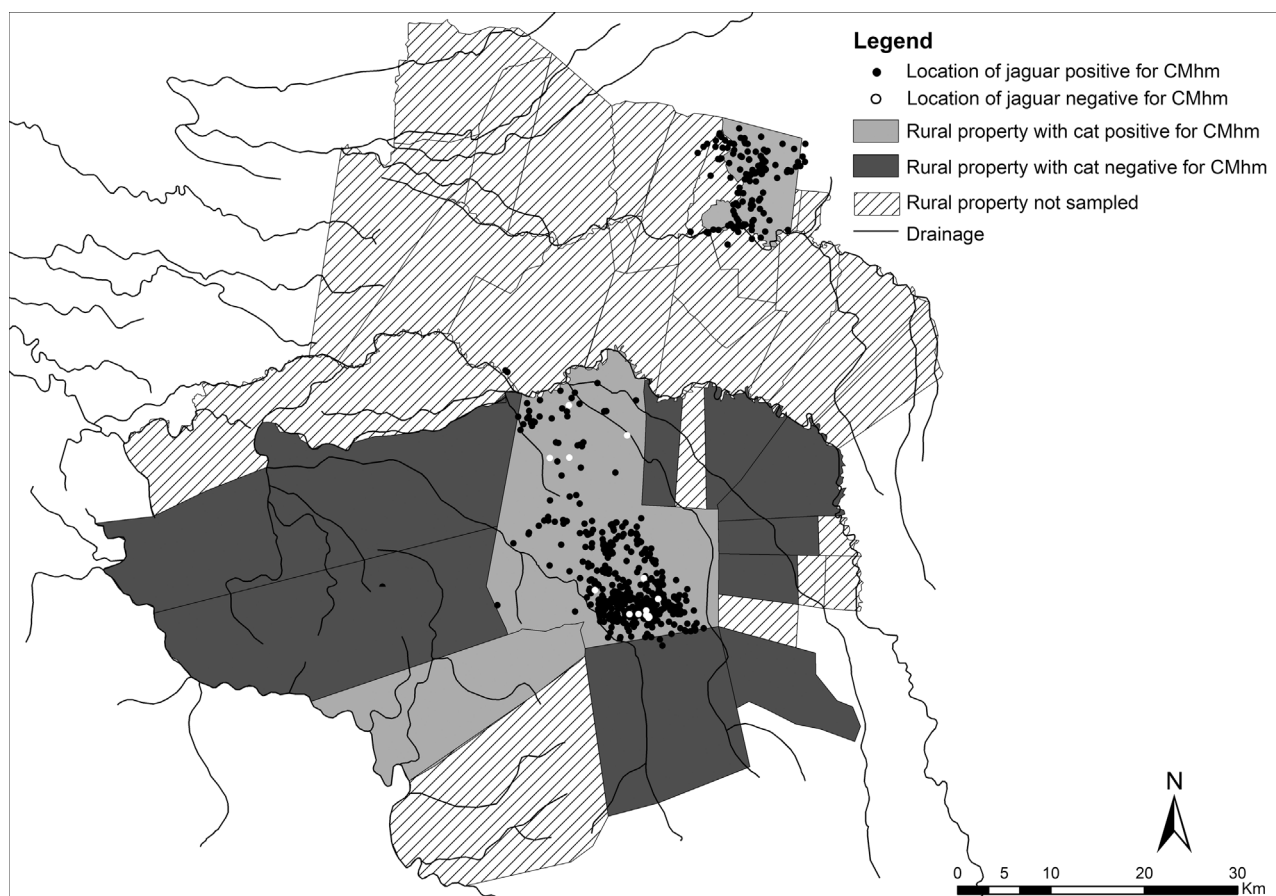 Legend
Location of jaguar positive for CMhm
Location of jaguar negative for CMhm
Rural property with cat positive for CMhm
Rural property with cat negative for CMhm
Rural property not sampled
Drainage
N
0 5 10 20 30
Km